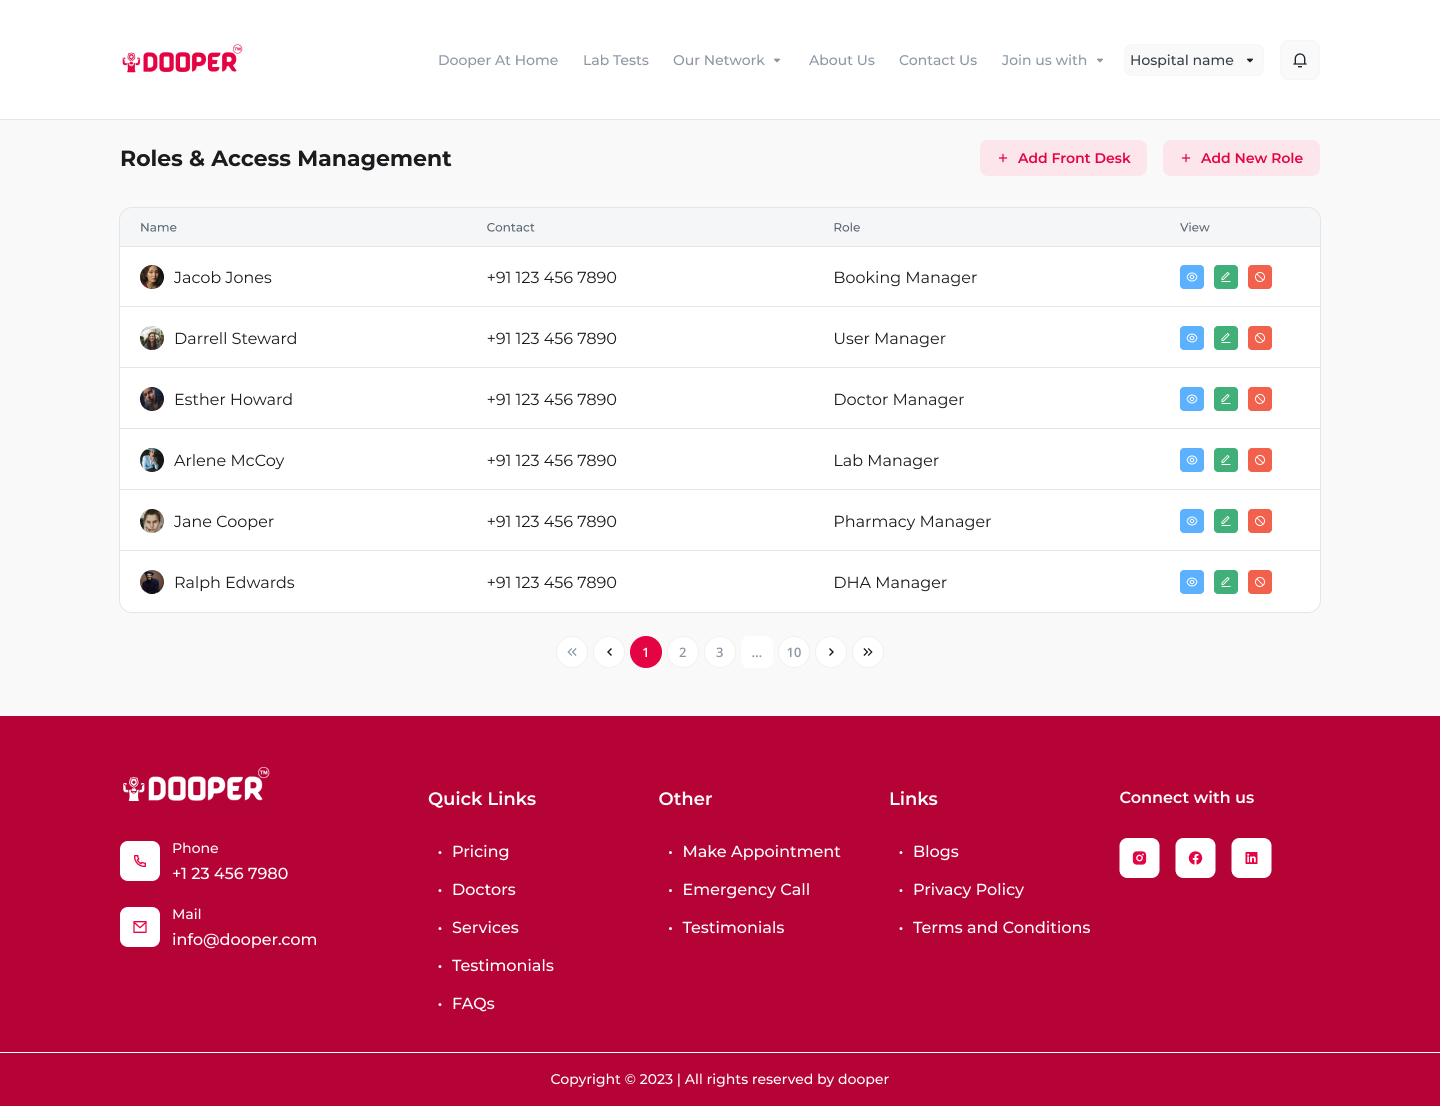 DOOPER TM
Dooper At Home Lab Tests Our Network About Us Contact Us Join us with Hospital name
Roles & Access Management
+ Add Front Desk + Add New Role
Name Contact Role View
Jacob Jones +91 123 456 7890 Booking Manager
Darrell Steward +91 123 456 7890 User Manager
Esther Howard +91 123 456 7890 Doctor Manager
Arlene McCoy +91 123 456 7890 Lab Manager
Jane Cooper +91 123 456 7890 Pharmacy Manager
Ralph Edwards +91 123 456 7890 DHA Manager
« ‹ 1 2 3 ... 10 › »
DOOPER TM
Phone
+1 23 456 7980
Mail
info@dooper.com
Quick Links
• Pricing
• Doctors
• Services
• Testimonials
• FAQs
Other
• Make Appointment
• Emergency Call
• Testimonials
Links
• Blogs
• Privacy Policy
• Terms and Conditions
Connect with us
Copyright © 2023 | All rights reserved by dooper